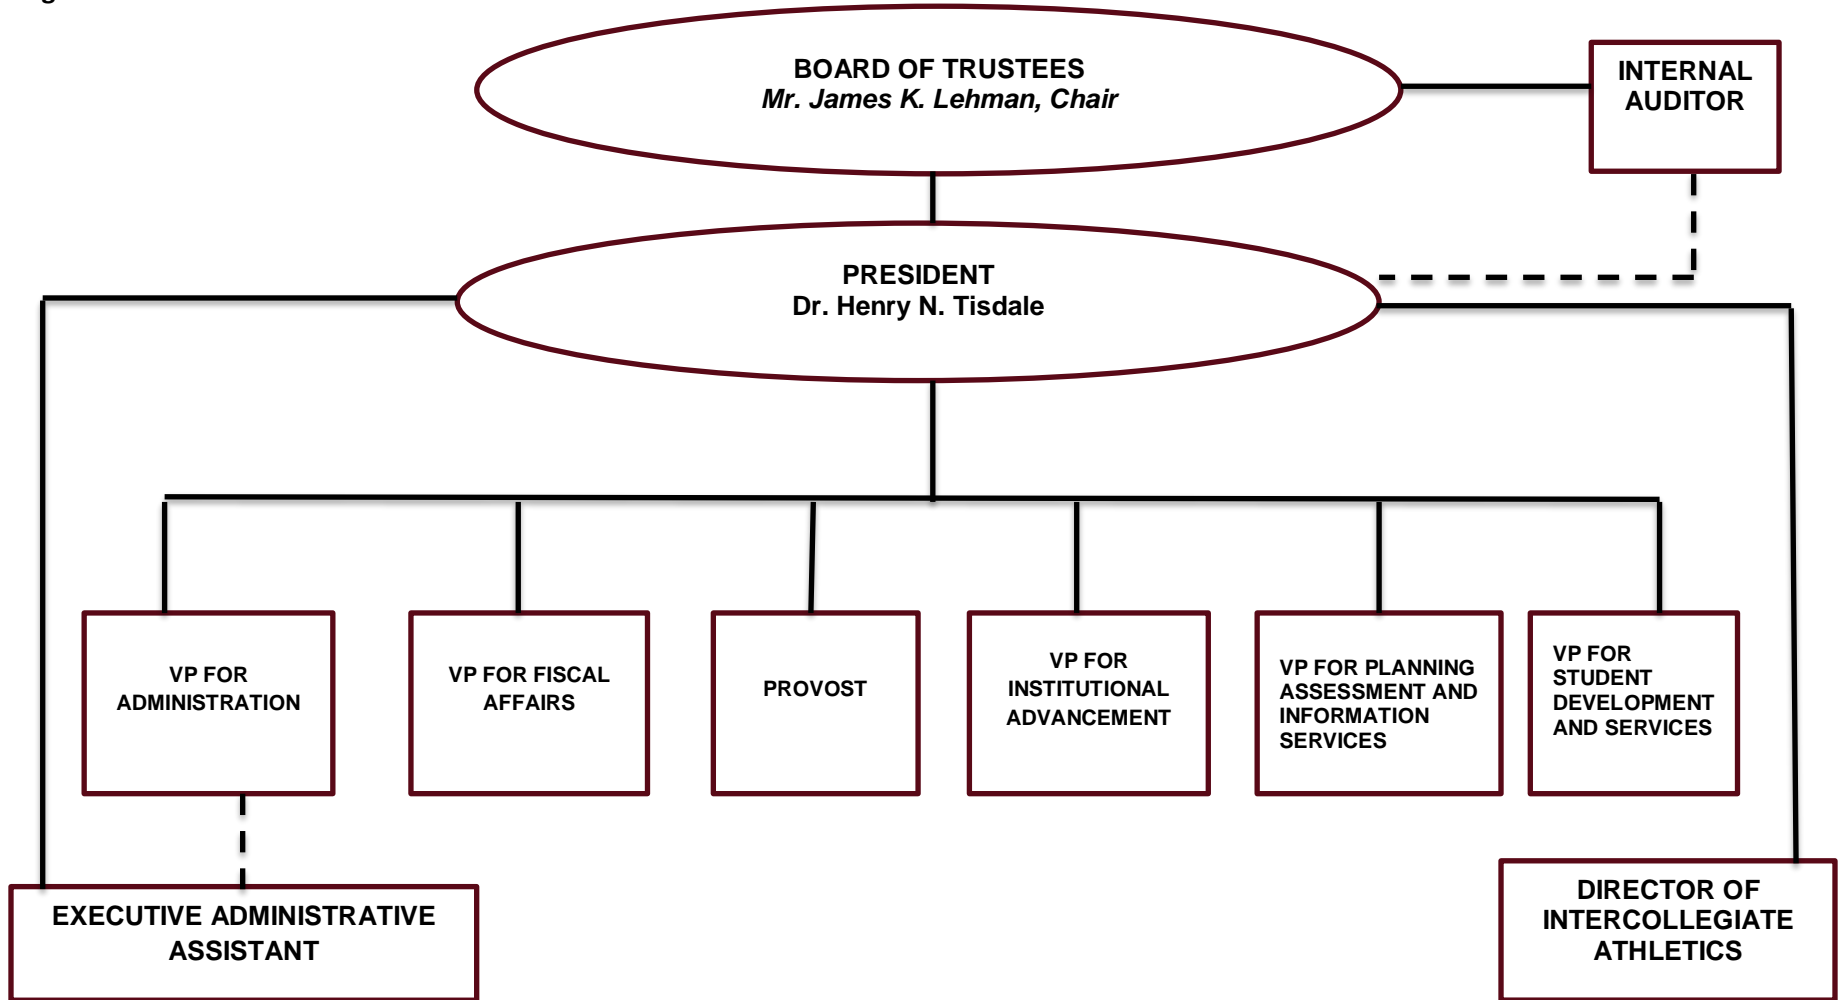 BOARD OF TRUSTEES
Mr. James K. Lehman, Chair
INTERNAL
AUDITOR
PRESIDENT
Dr. Henry N. Tisdale
VP FOR
ADMINISTRATION
VP FOR FISCAL
AFFAIRS
PROVOST
VP FOR
INSTITUTIONAL
ADVANCEMENT
VP FOR PLANNING
ASSESSMENT AND
INFORMATION
SERVICES
VP FOR
STUDENT
DEVELOPMENT
AND SERVICES
EXECUTIVE ADMINISTRATIVE
ASSISTANT
DIRECTOR OF
INTERCOLLEGIATE
ATHLETICS